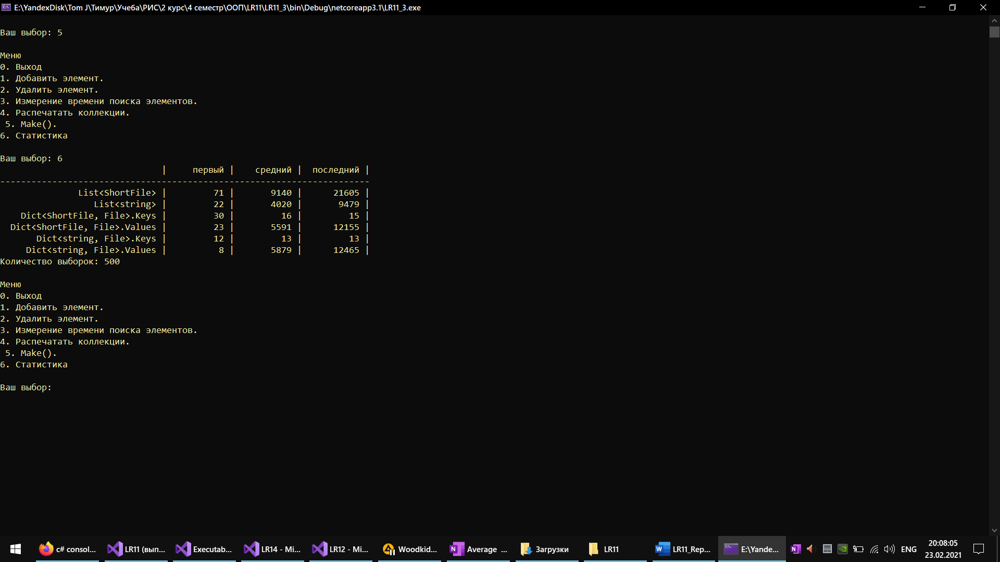 E:\YandexDisk\Tom J\Тимур\Учеба\РИС\2 курс\4 семестр\ООП\LR11\LR11_3\bin\Debug\netcoreapp3.1\LR11_3.exe
Ваш выбор: 5
Меню
0. Выход
1. Добавить элемент.
2. Удалить элемент.
3. Измерение времени поиска элементов.
4. Распечатать коллекции.
5. Make().
6. Статистика
Ваш выбор: 6
| первый | средний | последний |
-----------------------------------------------------------------------
List<ShortFile> | 71 | 9140 | 21605 |
List<string> | 22 | 4020 | 9479 |
Dict<ShortFile, File>.Keys | 30 | 16 | 15 |
Dict<ShortFile, File>.Values | 23 | 5591 | 12155 |
Dict<string, File>.Keys | 12 | 13 | 13 |
Dict<string, File>.Values | 8 | 5879 | 12465 |
Количество выборок: 500
Меню
0. Выход
1. Добавить элемент.
2. Удалить элемент.
3. Измерение времени поиска элементов.
4. Распечатать коллекции.
5. Make().
6. Статистика
Ваш выбор:
c# consol... LR11 (вып... Executab... LR14 - Mi... LR12 - Mi... Woodkid... Average ... Загрузки LR11 LR11_Rep... E:\Yande... ENG 20:08:05
23.02.2021